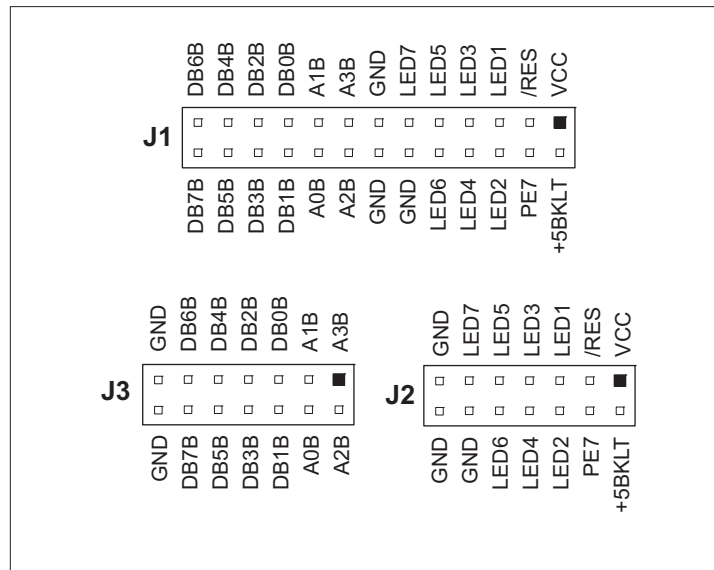 DB6B DB4B DB2B DB0B A1B A3B GND LED7 LED5 LED3 LED1 /RES VCC
J1
DB7B DB5B DB3B DB1B A0B A2B GND GND LED6 LED4 LED2 PE7 +5BKLT
GND DB6B DB4B DB2B DB0B A1B A3B
J3
GND DB7B DB5B DB3B DB1B A0B A2B
GND LED7 LED5 LED3 LED1 /RES VCC
J2
GND GND LED6 LED4 LED2 PE7 +5BKLT